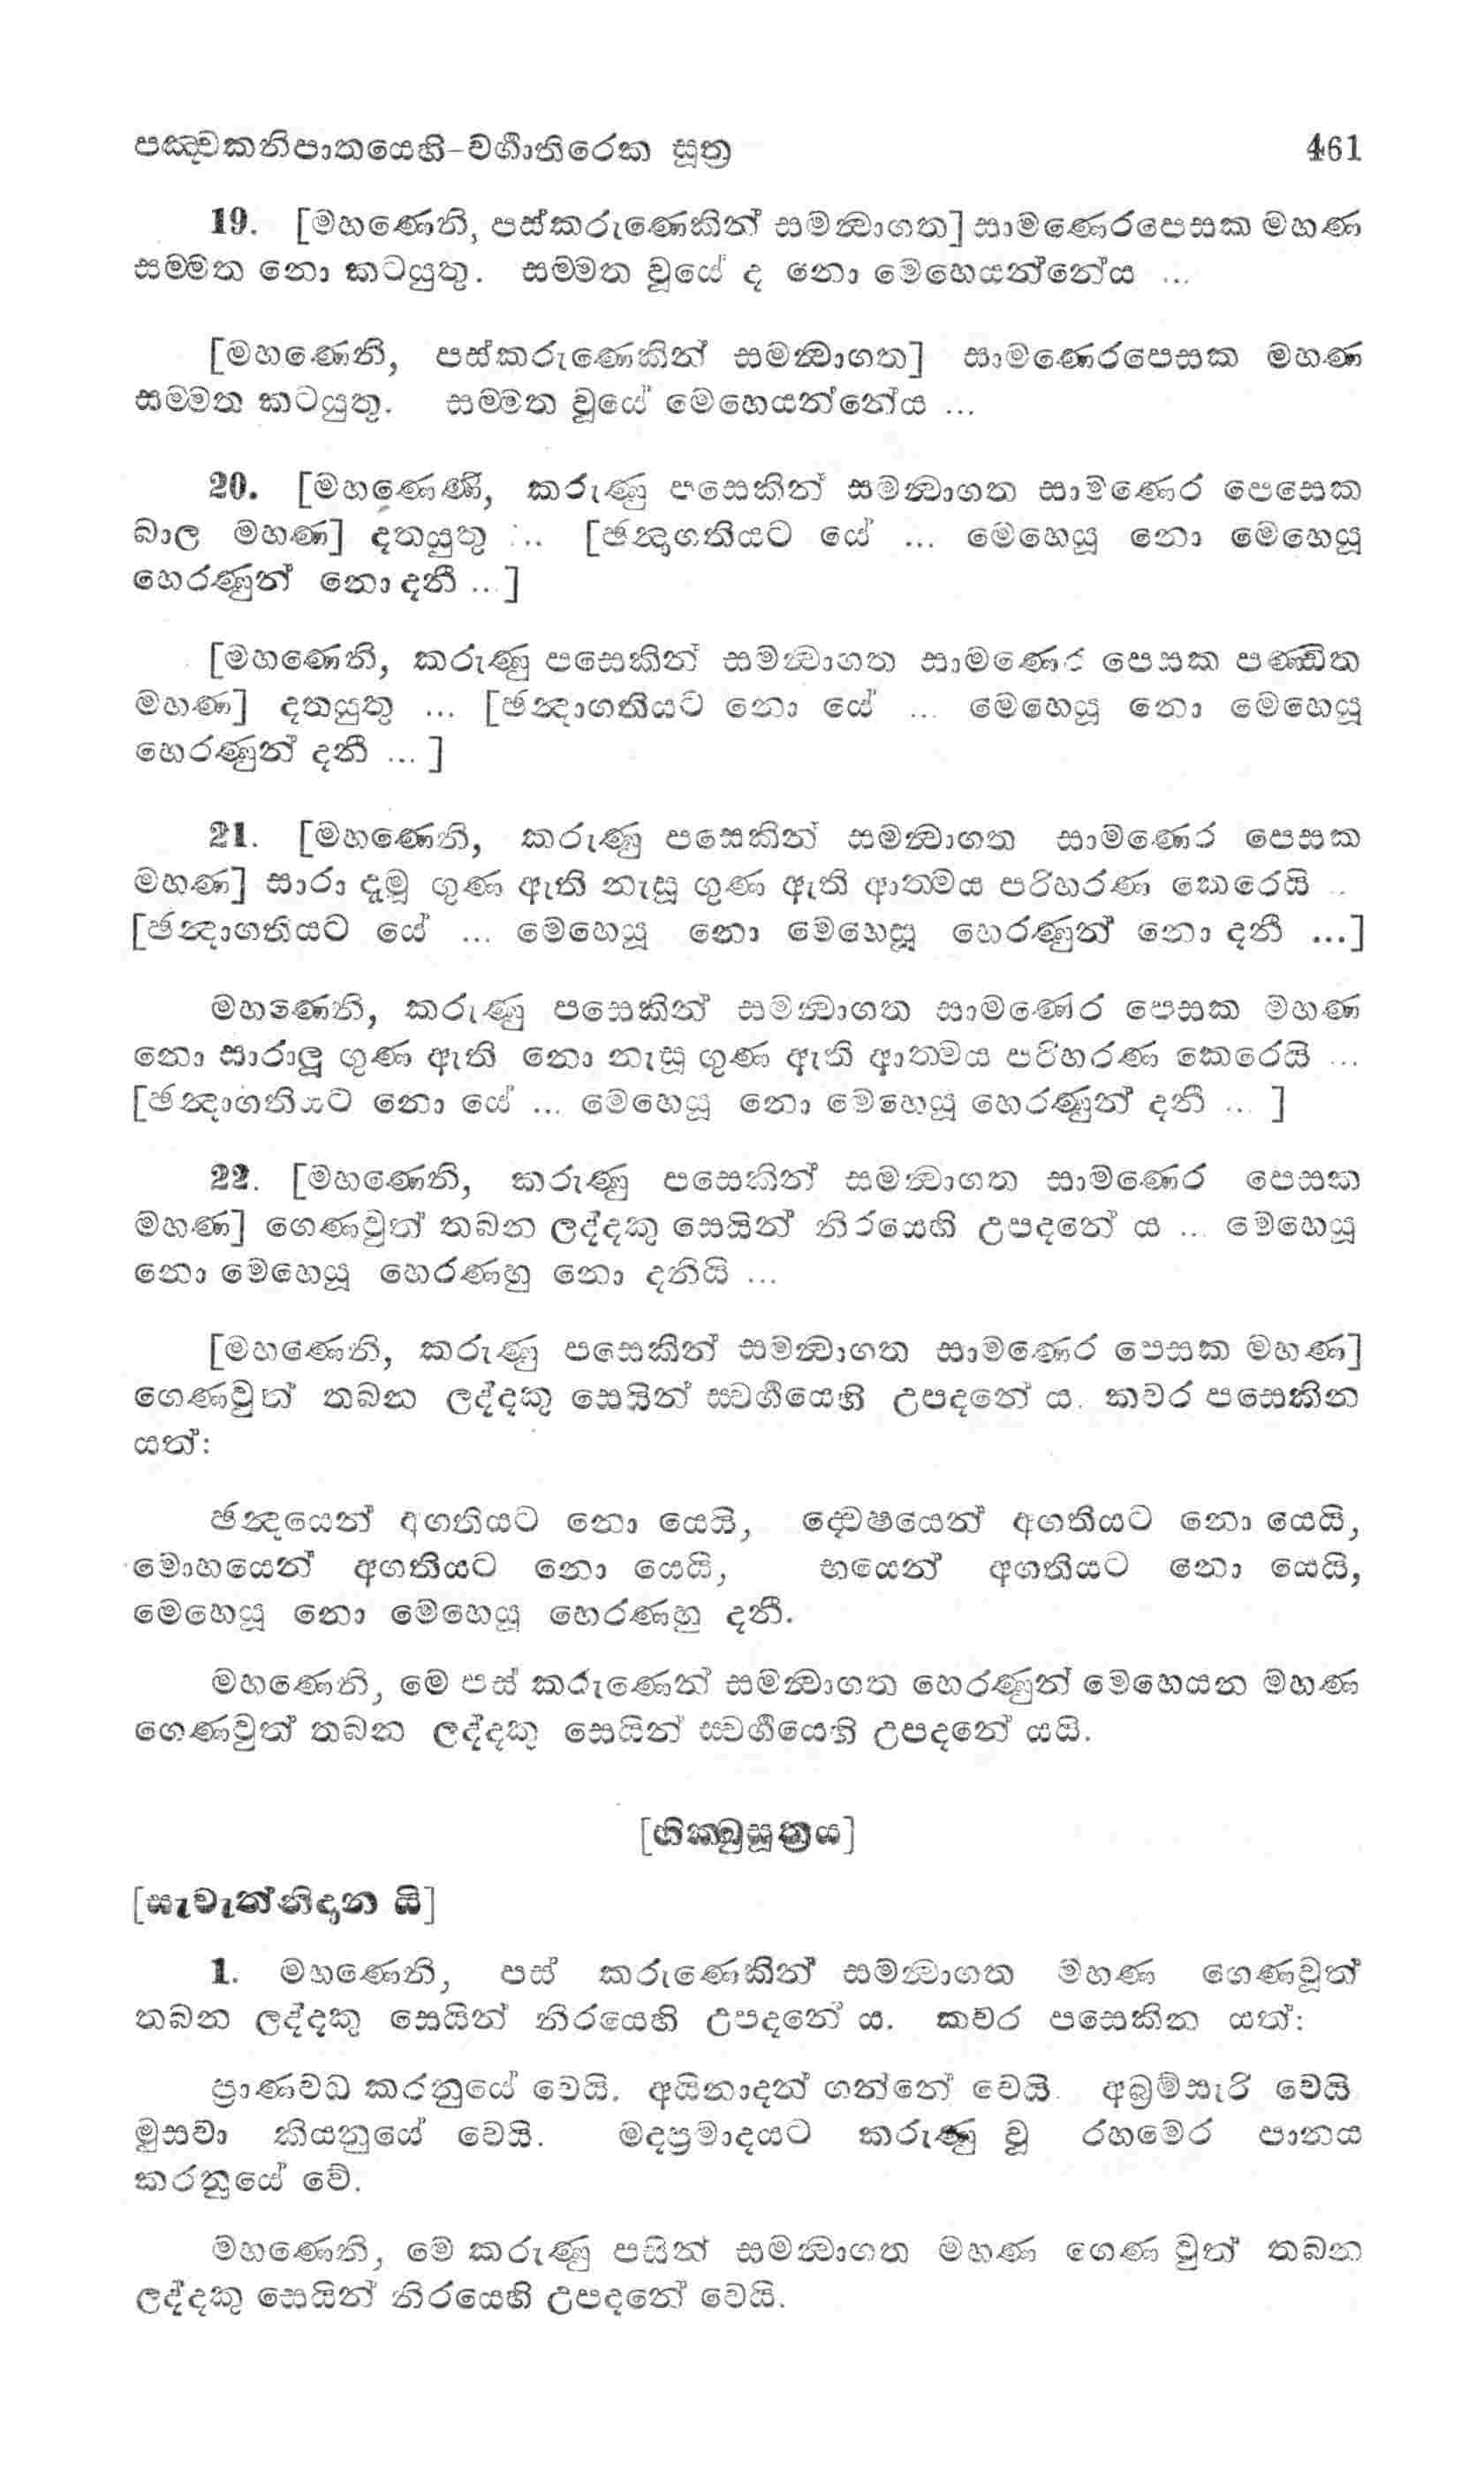 පඤ්චකනිපාතයෙහි-වර්‍ගාතිරෙක සූත්‍ර 461
19. [මහණෙනි, පස්කරුණෙකින් සමන්‍වාගත] සාමණෙරපෙසක මහණ
සම්මත නො කටයුතු. සම්මත වූයේ ද නො මෙහෙයන්නේය ...
[මහණෙනි, පස්කරුණෙකින් සමන්‍වාගත] සාමණෙරපෙසක මහණ
සම්මත කටයුතු. සම්මත වූයේ මෙහෙයන්නේය ...
20. [මහණෙණි, කරුණු පසෙකින් සමන්‍වාගත සාමණෙර පෙසෙක
බාල මහණ] දතයුතු ... [ඡන්‍දාගතියට යේ ... මෙහෙයූ නො මෙහෙයූ
හෙරණුන් නො දනී ...]
[මහණෙනි, කරුණු පසෙකින් සමන්‍වාගත සාමණෙර පෙසක පණ්ඩිත
මහණ] දතයුතු ... [ඡන්‍දාගතියට නො යේ ... මෙහෙයූ නො මෙහෙයූ
හෙරණුන් දනී ... ]
21. [මහණෙනි, කරුණු පසෙකින් සමන්‍වාගත සාමණෙර පෙසක
මහණ] සාරා දැමූ ගුණ ඇති නැසූ ගුණ ඇති ආත්මය පරිහරණ කෙරෙයි ..
[ඡන්‍දාගතියට යේ ... මෙහෙයූ නො මෙහෙසූ හෙරණුන් නො දනී ...]
මහණෙනි, කරුණු පසෙකින් සමන්‍වාගත සාමණේර පෙසක මහණ
නො සාරාලූ ගුණ ඇති නො නැසූ ගුණ ඇති ආත්මය පරිහරණ කෙරෙයි ...
[ඡන්‍දාගතියට නො යේ ... මෙහෙයූ නො මෙහෙයූ හෙරණුන් දනී ... ]
22. [මහණෙනි, කරුණු පසෙකින් සමන්‍වාගත සාමණෙර පෙසක
මහණ] ගෙණවුත් තබන ලද්දකු සෙයින් නිරයෙහි උපදනේ ය ... මෙහෙයූ
නො මෙහෙයූ හෙරණහු නො දනියි ...
[මහණෙනි, කරුණු පසෙකින් සමන්‍වාගත සාමණෙර පෙසක මහණ]
ගෙණවුත් තබන ලද්දකු සෙයින් ස්වර්‍ගයෙහි උපදනේ ය. කවර පසෙකින
යත්:
ඡන්‍දයෙන් අගතියට නො යෙයි, ද්‍වෙෂයෙන් අගතියට නො යෙයි,
මොහයෙන් අගතියට නො යෙයි, භයෙන් අගතියට නො යෙයි,
මෙහෙයූ නො මෙහෙයූ හෙරණහු දනී.
මහණෙනි, මෙ පස් කරුණෙන් සමන්‍වාගත හෙරණුන් මෙහෙයන මහණ
ගෙණවුත් තබන ලද්දකු සෙයින් ස්වර්‍ගයෙහි උපදනේ යයි.
[භික්ඛුසූත්‍රය]
[සැවැත්නිදාන යි]
1. මහණෙනි, පස් කරුණෙකින් සමන්‍වාගත මහණ ගෙණවූත්
තබන ලද්දකු සෙයින් නිරයෙහි උපදනේ ය. කවර පසෙකින යත්:
ප්‍රාණවධ කරනුයේ වෙයි. අයිනාදන් ගන්නේ වෙයි. අබ්‍රම්සැරි වෙයි
මුසවා කියනුයේ වෙයි. මදප්‍රමාදයට කරුණු වූ රහමෙර පානය
කරනුයේ වේ.
මහණෙනි, මේ කරුණු පසින් සමන්‍වාගත මහණ ගෙණ වුත් තබන
ලද්දකු සෙයින් නිරයෙහි උපදනේ වෙයි.